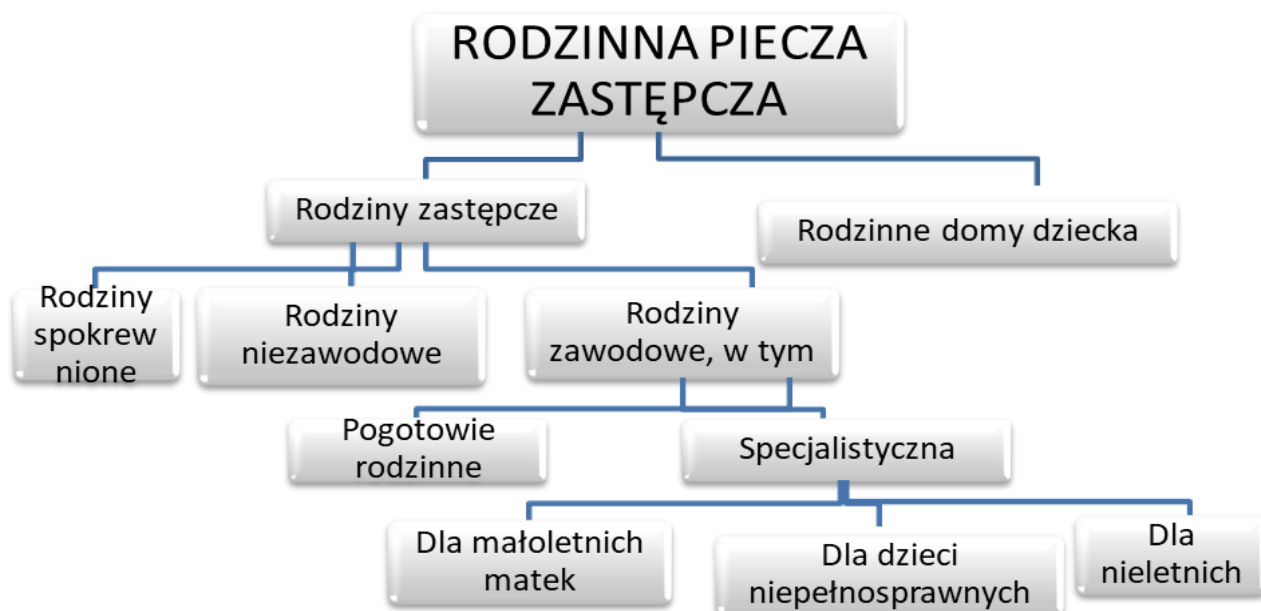 RODZINNA PIECZA
ZASTĘPCZA
Rodziny zastępcze
Rodzinne domy dziecka
Rodziny
spokrew
nione
Rodziny
niezawodowe
Rodziny
zawodowe, w tym
Pogotowie
rodzinne
Specjalistyczna
Dla małoletnich
matek
Dla dzieci
niepełnosprawnych
Dla
nieletnich